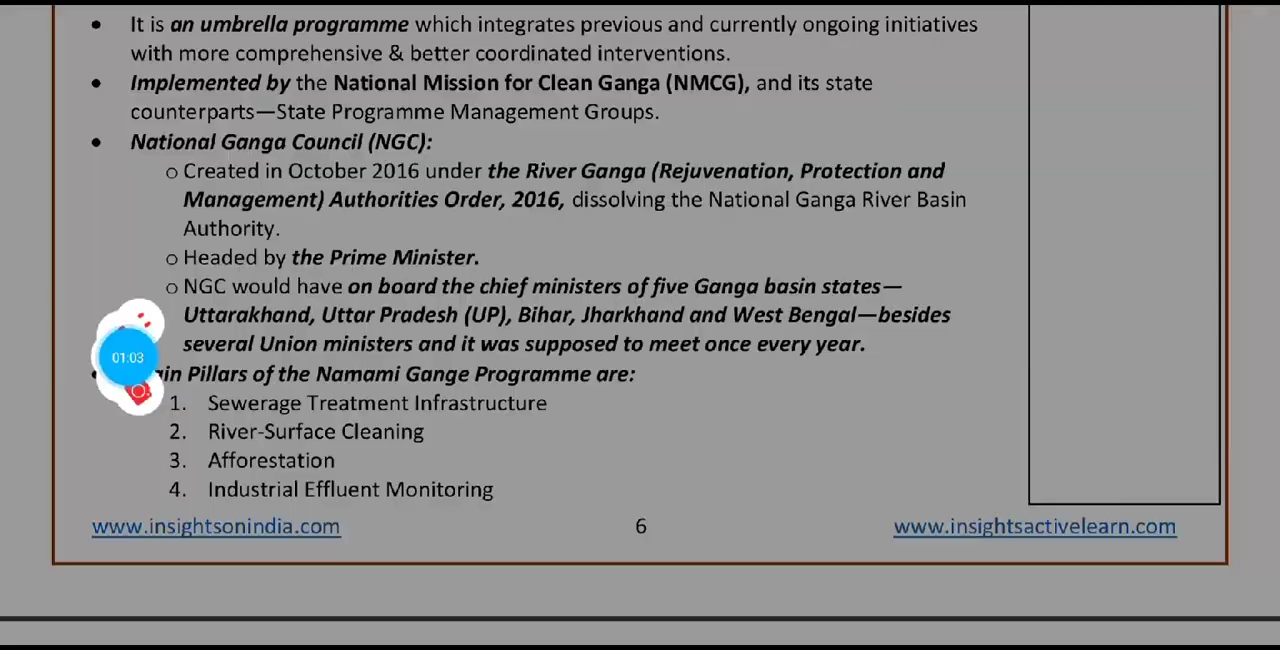 • It is an umbrella programme which integrates previous and currently ongoing initiatives
with more comprehensive & better coordinated interventions.
• Implemented by the National Mission for Clean Ganga (NMCG), and its state
counterparts—State Programme Management Groups.
• National Ganga Council (NGC):
o Created in October 2016 under the River Ganga (Rejuvenation, Protection and
Management) Authorities Order, 2016, dissolving the National Ganga River Basin
Authority.
o Headed by the Prime Minister.
o NGC would have on board the chief ministers of five Ganga basin states—
Uttarakhand, Uttar Pradesh (UP), Bihar, Jharkhand and West Bengal—besides
several Union ministers and it was supposed to meet once every year.
01:03
Pillars of the Namami Gange Programme are:
1. Sewerage Treatment Infrastructure
2. River-Surface Cleaning
3. Afforestation
4. Industrial Effluent Monitoring
www.insightsonindia.com 6 www.insightsactivelearn.com